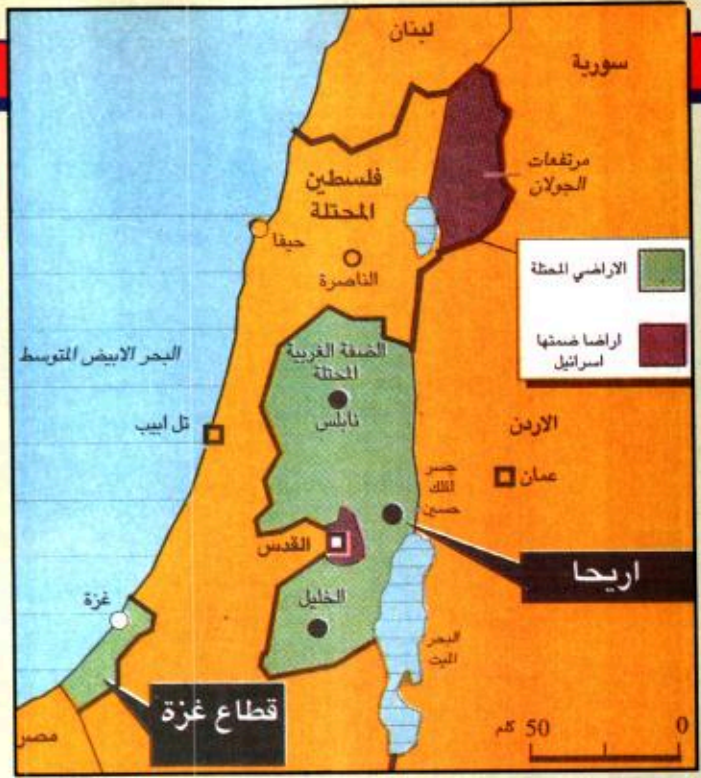 لبنان
سورية
مرتفعات
الجولان
فلسطين
المحتلة
حيفا
الناصرة
الاراضي المحتلة
اراضا ضمتها
اسرائيل
البحر الابيض المتوسط
الضفة الغربية
المحتلة
نابلس
تل ابيب
الاردن
عمان
جسر
الملك
حسين
القدس
اريحا
الخليل
غزة
البحر
الميت
قطاع غزة
مصر
50 كلم
0